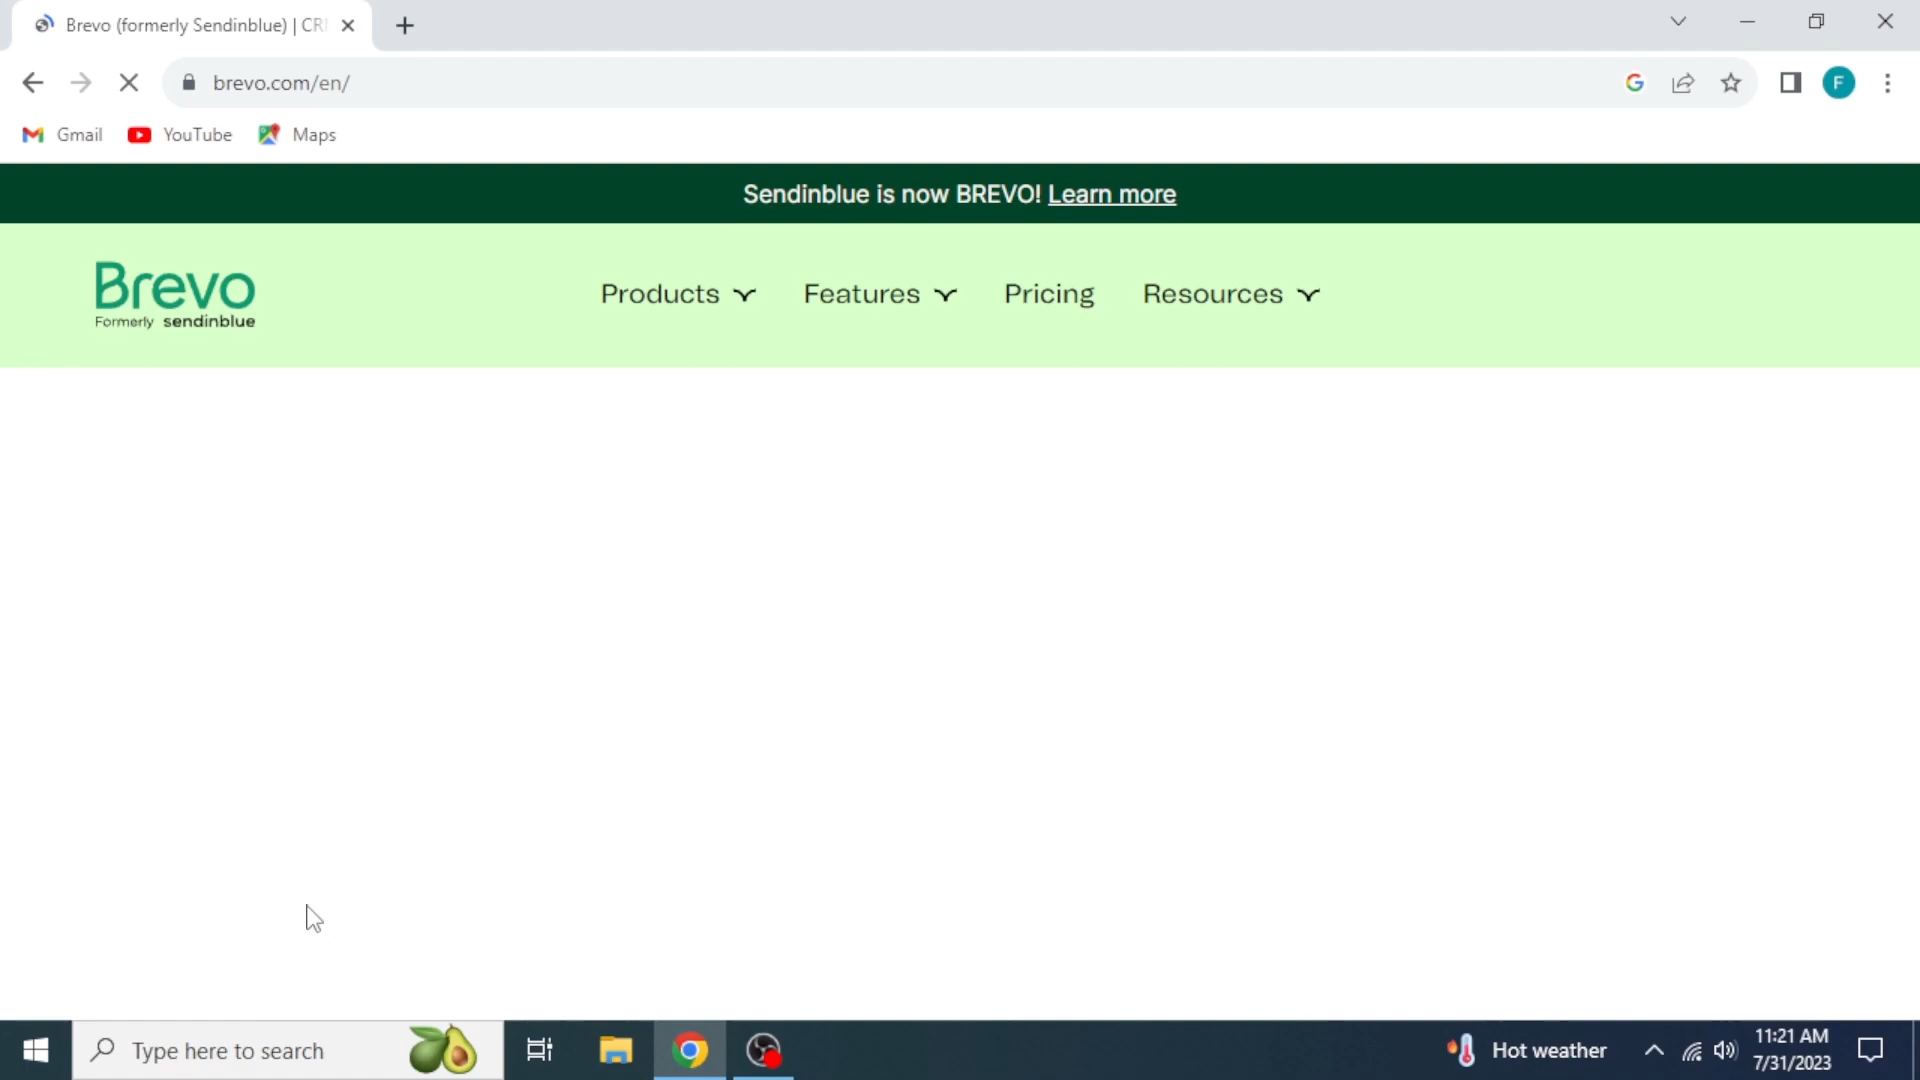 Brevo (formerly Sendinblue) | CR
brevo.com/en/
F
Gmail YouTube Maps
Sendinblue is now BREVO! Learn more
Brevo
Formerly sendinblue
Products Features Pricing Resources
Type here to search
Hot weather
11:21 AM
7/31/2023